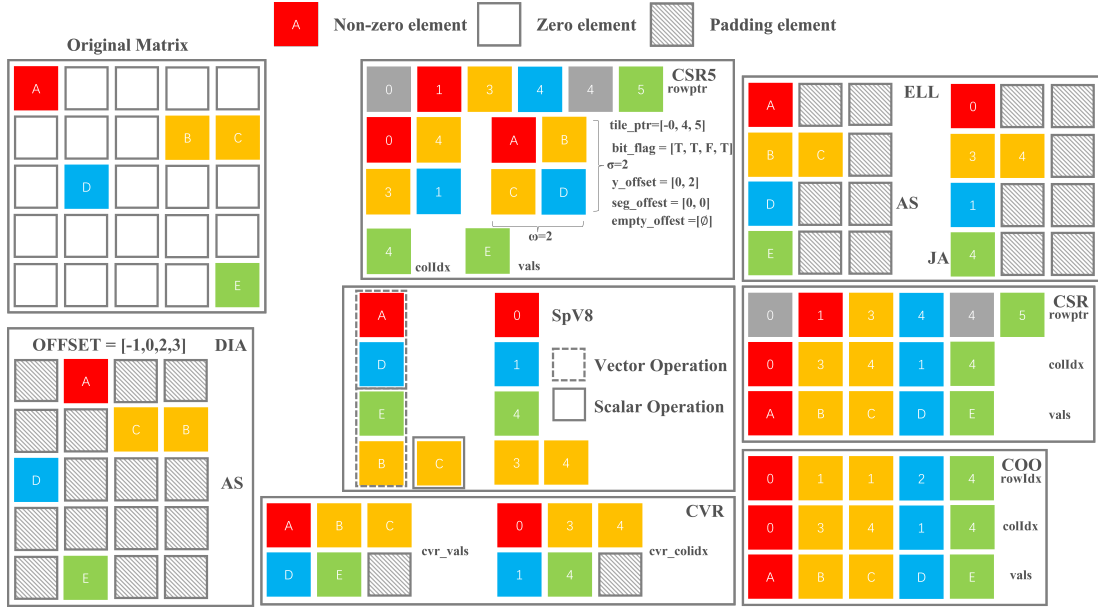 A Non-zero element Zero element Padding element
Original Matrix
A
B C
D
E
OFFSET = [-1,0,2,3] DIA
A
C B
D
AS
E
CSR5
0 1 3 4 4 5
rowptr
0 4
3 1
4
colIdx
A B
C D
E
vals
tile_ptr=[-0, 4, 5]
bit_flag = [T, T, F, T]
σ=2
y_offset = [0, 2]
seg_offest = [0, 0]
empty_offest =[∅]
ω=2
SpV8
A 0
D 1
E 4
B C 3 4
Vector Operation
Scalar Operation
CVR
A B C 0 3 4
cvr_vals cvr_colidx
D E 1 4
ELL
A 0
B C 3 4
D 1
AS
E 4
JA
CSR
0 1 3 4 4 5
rowptr
0 3 4 1 4
colIdx
A B C D E
vals
COO
0 1 1 2 4
rowIdx
0 3 4 1 4
colIdx
A B C D E
vals